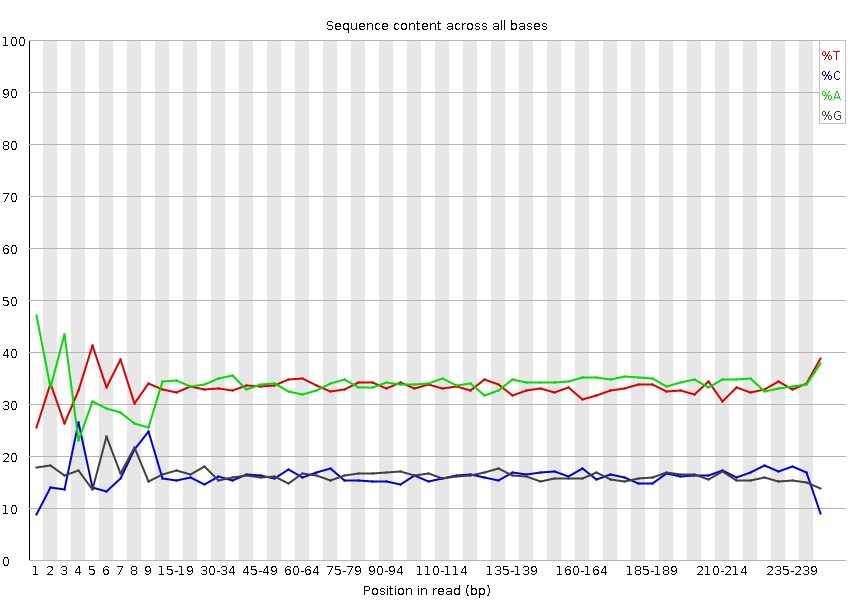 Sequence content across all bases
100
90
80
70
60
50
40
30
20
10
0
%T
%C
%A
%G
1 2 3 4 5 6 7 8 9 15-19 30-34 45-49 60-64 75-79 90-94 110-114 135-139 160-164 185-189 210-214 235-239
Position in read (bp)